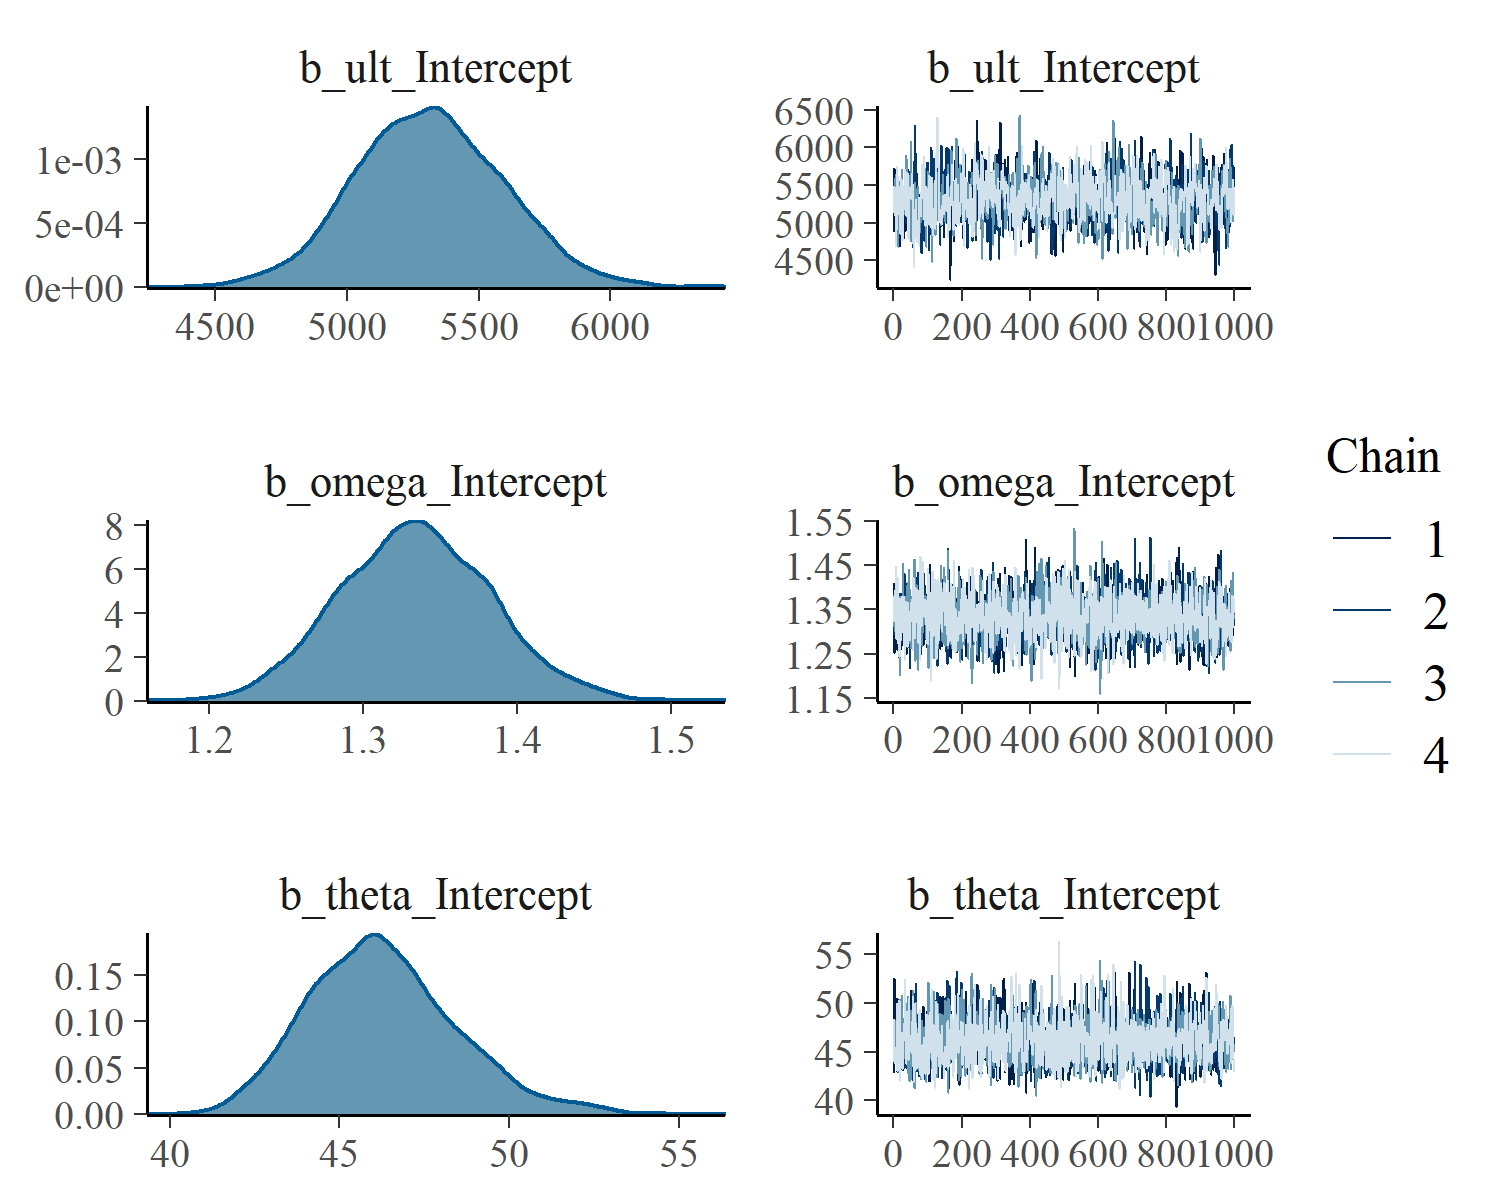 b_ult_Intercept
1e-03
5e-04
0e+00
4500 5000 5500 6000
b_ult_Intercept
6500
6000
5500
5000
4500
0 200 400 600 800 1000
b_omega_Intercept
8
6
4
2
0
1.2 1.3 1.4 1.5
b_omega_Intercept
1.55
1.45
1.35
1.25
1.15
0 200 400 600 800 1000
Chain
1
2
3
4
b_theta_Intercept
0.15
0.10
0.05
0.00
40 45 50 55
b_theta_Intercept
55
50
45
40
0 200 400 600 800 1000